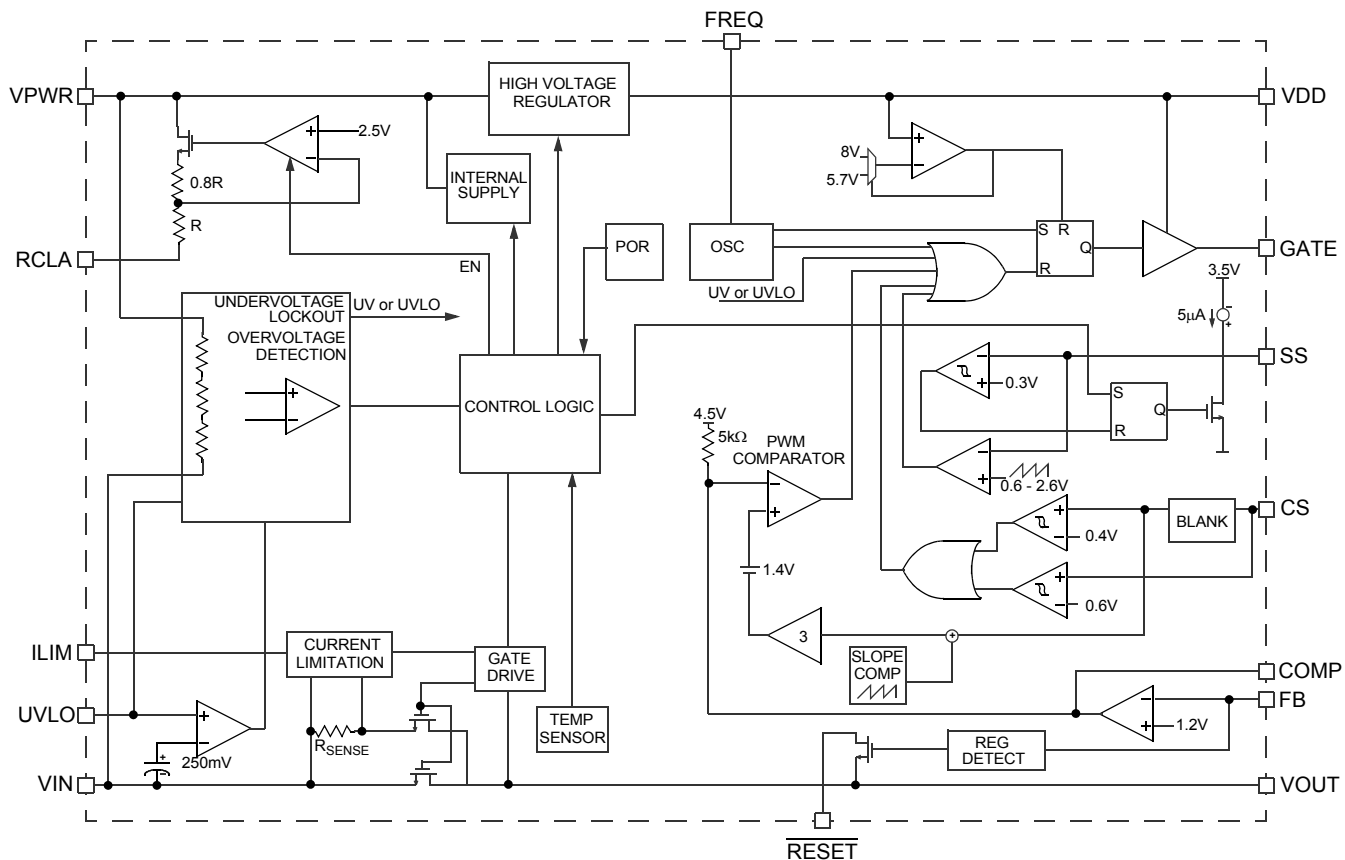 FREQ
VPWR
HIGH VOLTAGE
REGULATOR
VDD
+
2.5V
−
+
−
8V
5.7V
0.8R
INTERNAL
SUPPLY
R
POR
OSC
S
R
Q
R
RCLA
EN
GATE
UV or UVLO
3.5V
UNDERVOLTAGE
LOCKOUT
UV or UVLO
5µA
−
+
OVERVOLTAGE
DETECTION
−
SS
+
0.3V
+
−
CONTROL LOGIC
S
Q
R
4.5V
5kΩ
PWM
COMPARATOR
−
+
0.6 - 2.6V
−
+
+
−
0.4V
BLANK
CS
1.4V
+
−
0.6V
3
+
ILIM
CURRENT
LIMITATION
GATE
DRIVE
SLOPE
COMP
COMP
FB
UVLO
+
−
250mV
+
−
RSENSE
TEMP
SENSOR
−
+
1.2V
REG
DETECT
VIN
VOUT
RESET